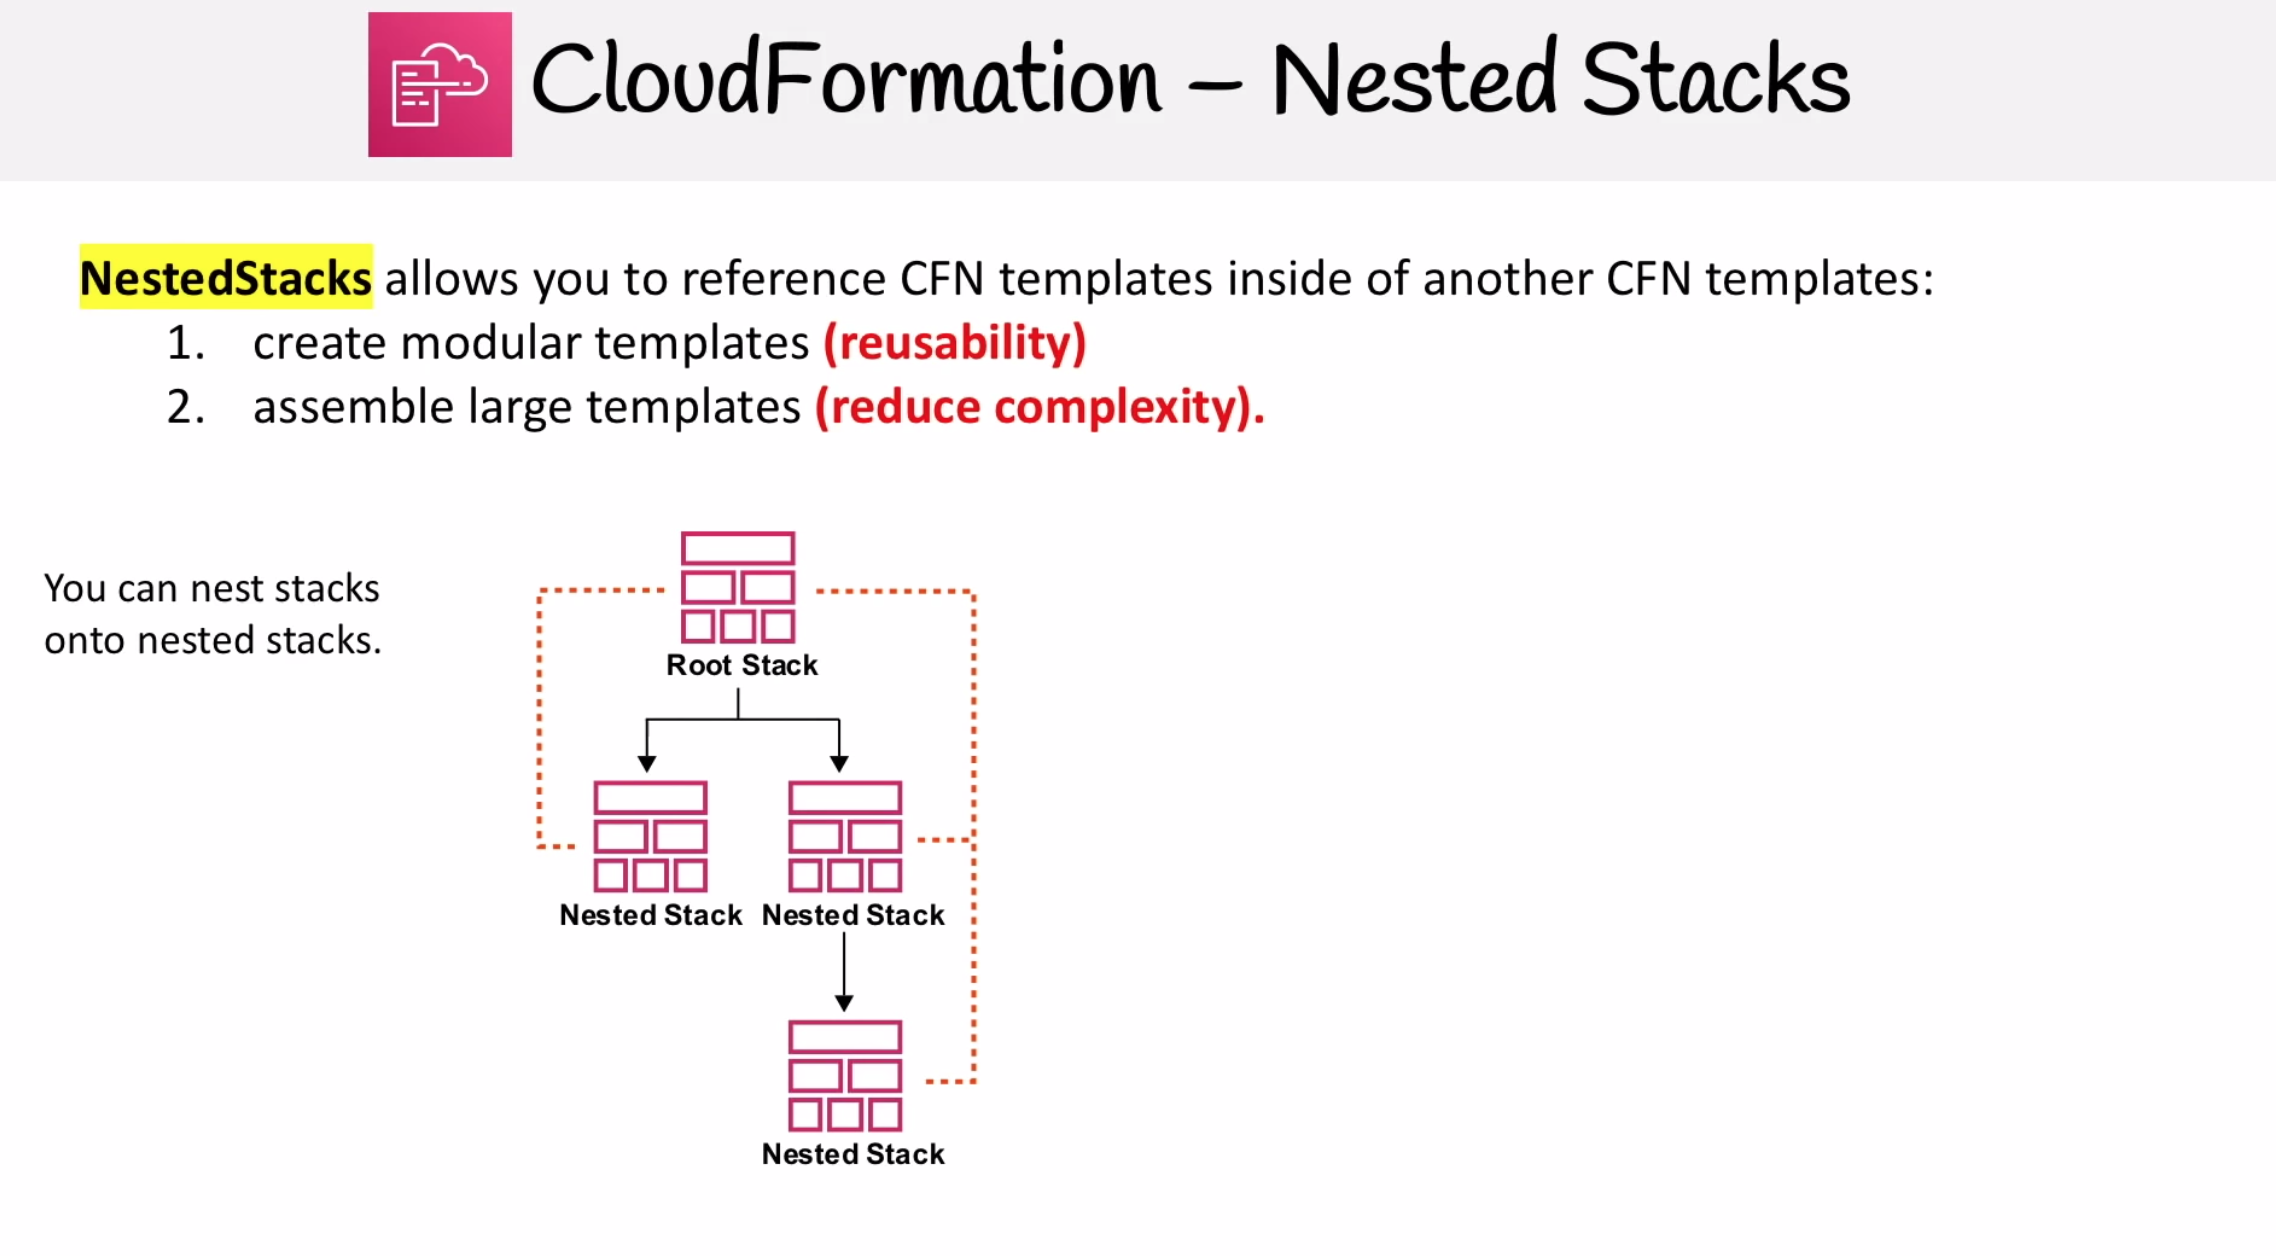 CloudFormation – Nested Stacks
NestedStacks allows you to reference CFN templates inside of another CFN templates:
1. create modular templates (reusability)
2. assemble large templates (reduce complexity).
You can nest stacks
onto nested stacks.
Root Stack
Nested Stack Nested Stack
Nested Stack